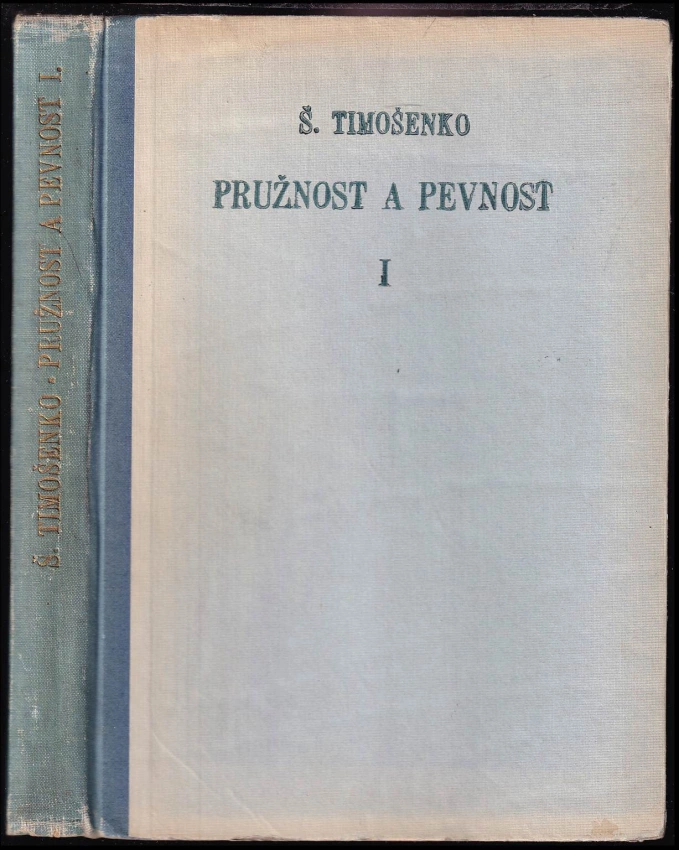 Š. TIMOŠENKO · PRUŽNOST A PEVNOST I.
Š. TIMOŠENKO
PRUŽNOST A PEVNOST
I